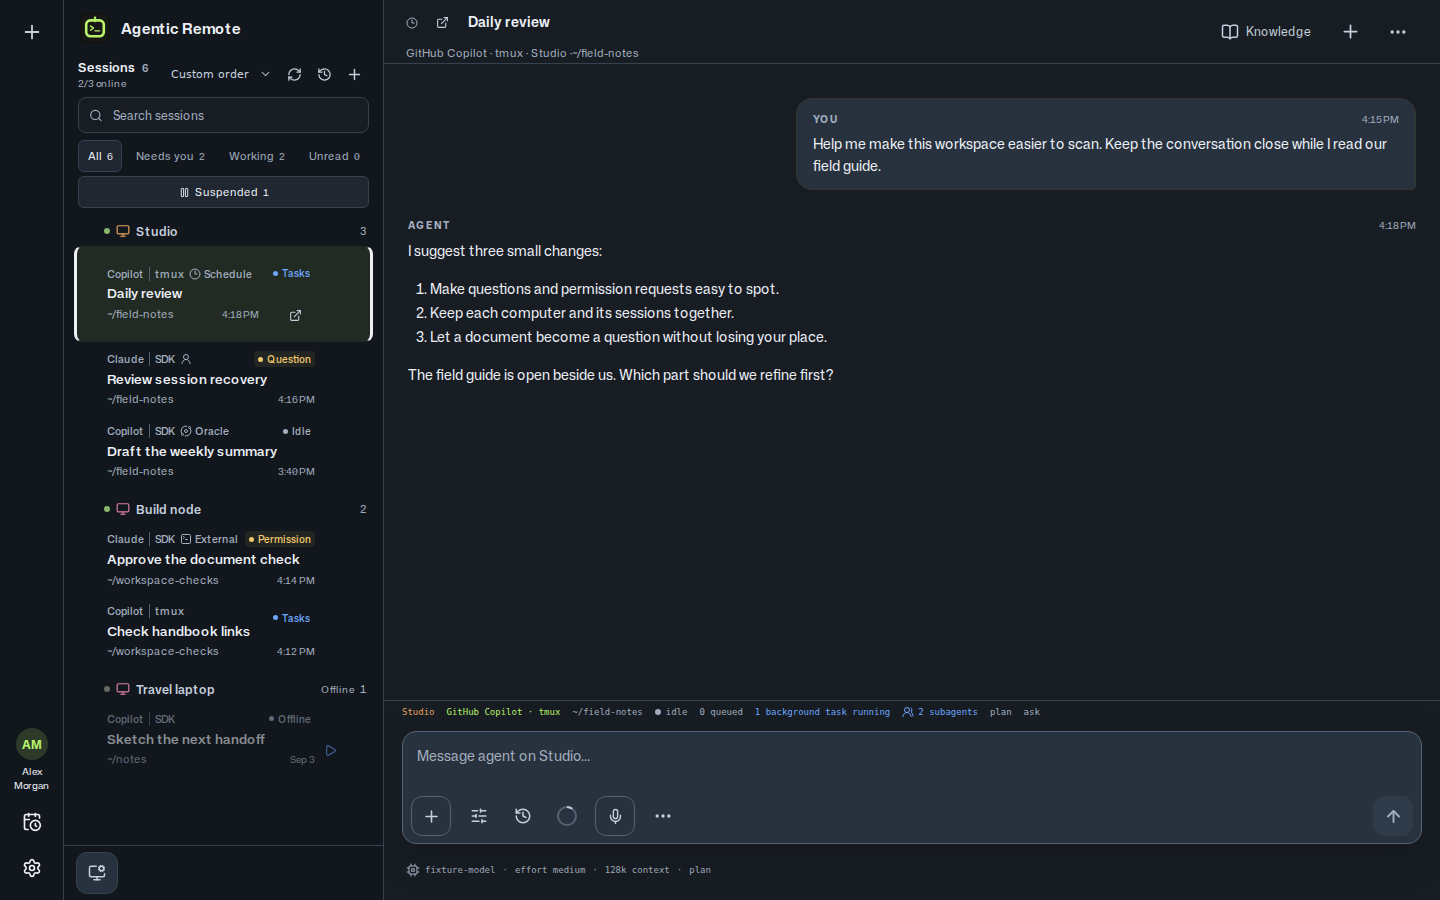 Agentic Remote
Sessions 6
2/3 online
Custom order
Search sessions
All 6
Needs you 2
Working 2
Unread 0
Suspended 1
Studio 3
Copilot | tmux Schedule Tasks
Daily review
~/field-notes 4:18PM
Claude | SDK Question
Review session recovery
~/field-notes 4:16PM
Copilot | SDK Oracle Idle
Draft the weekly summary
~/field-notes 3:40PM
Build node 2
Claude | SDK External Permission
Approve the document check
~/workspace-checks 4:14PM
Copilot | tmux Tasks
Check handbook links
~/workspace-checks 4:12PM
Travel laptop Offline 1
Copilot | SDK Offline
Sketch the next handoff
~/notes Sep 3
AM
Alex
Morgan
Daily review
GitHub Copilot · tmux · Studio ·~/field-notes
Knowledge
YOU 4:15PM
Help me make this workspace easier to scan. Keep the conversation close while I read our
field guide.
AGENT 4:18PM
I suggest three small changes:
1. Make questions and permission requests easy to spot.
2. Keep each computer and its sessions together.
3. Let a document become a question without losing your place.
The field guide is open beside us. Which part should we refine first?
Studio GitHub Copilot · tmux ~/field-notes idle 0 queued 1 background task running 2 subagents plan ask
Message agent on Studio...
fixture-model · effort medium · 128k context · plan